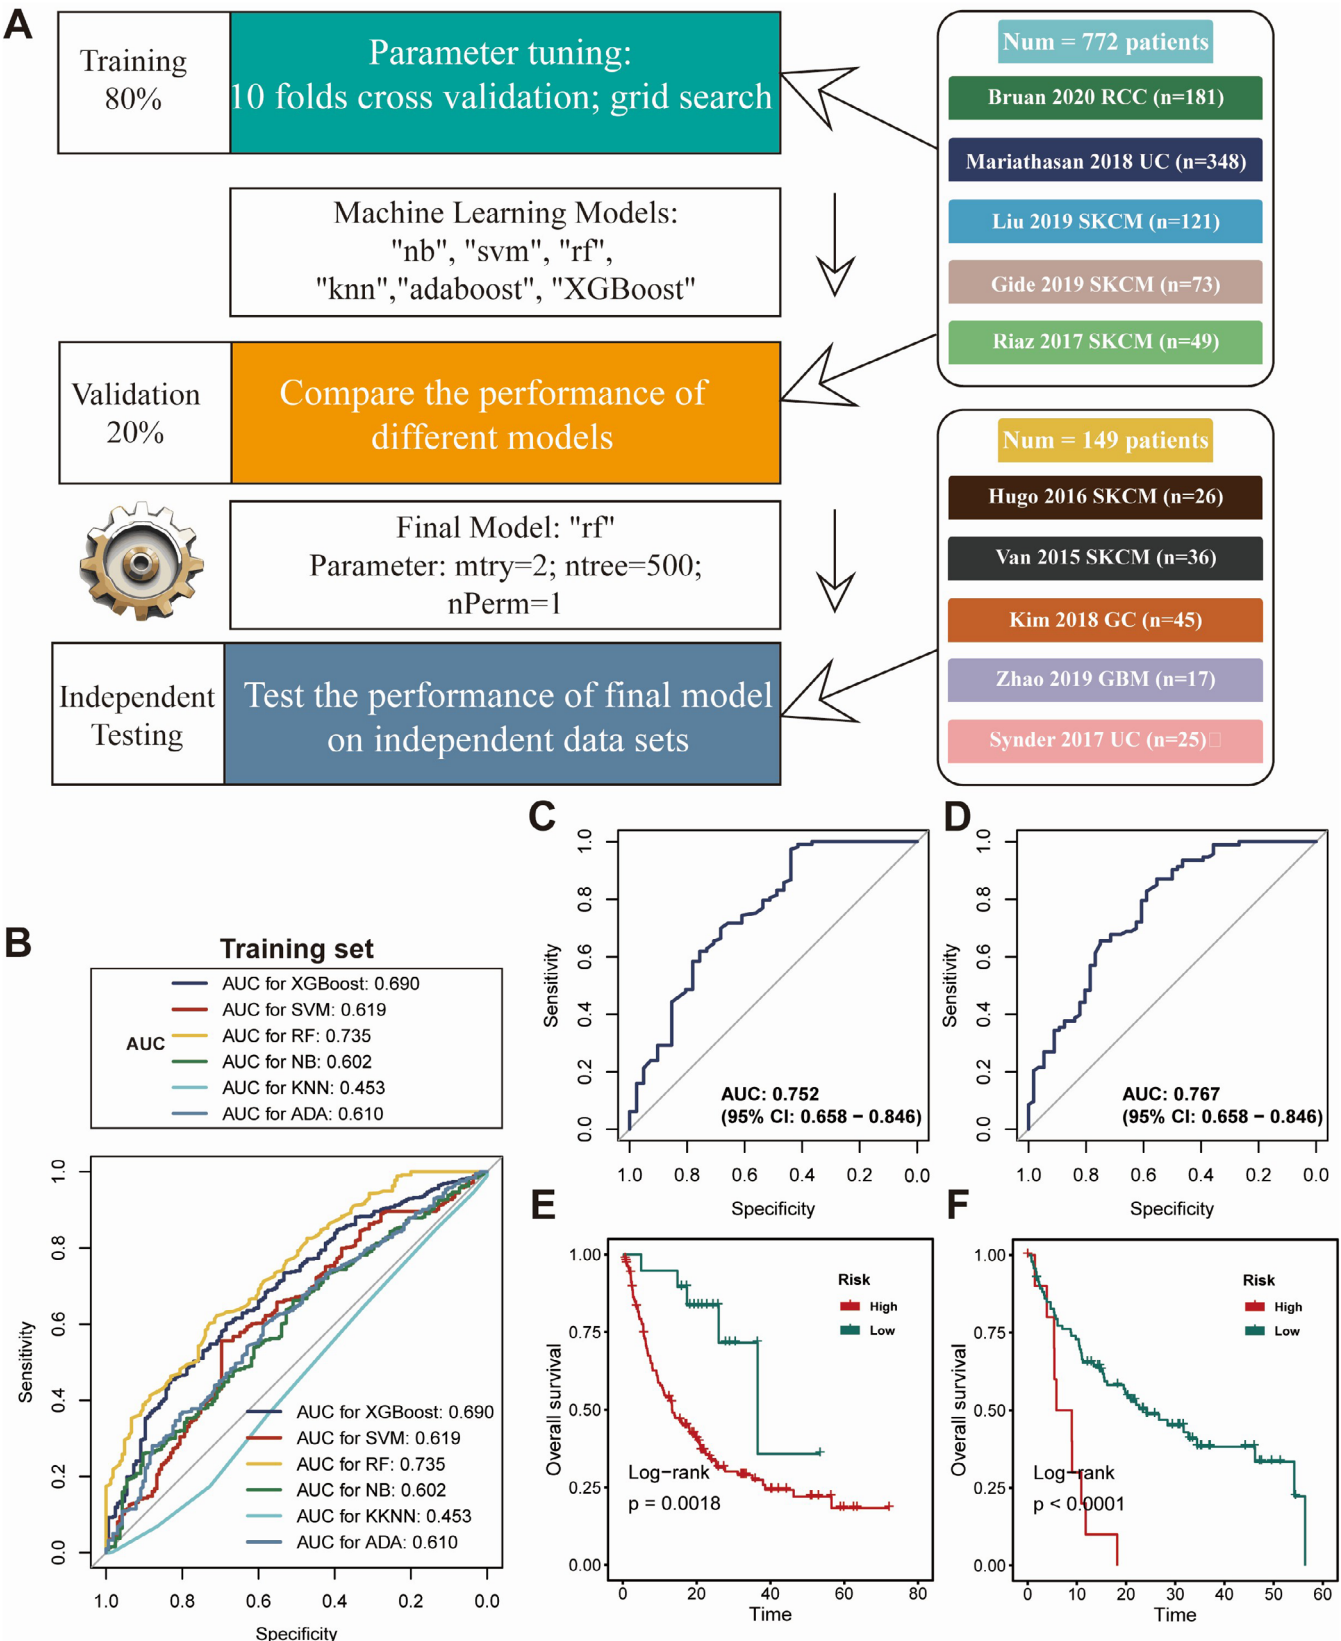 A
Training
80%
Parameter tuning:
10 folds cross validation; grid search
Machine Learning Models:
"nb", "svm", "rf",
"knn","adaboost", "XGBoost"
Validation
20%
Compare the performance of
different models
Final Model: "rf"
Parameter: mtry=2; ntree=500;
nPerm=1
Independent
Testing
Test the performance of final model
on independent data sets
Num = 772 patients
Bruan 2020 RCC (n=181)
Mariathasan 2018 UC (n=348)
Liu 2019 SKCM (n=121)
Gide 2019 SKCM (n=73)
Riaz 2017 SKCM (n=49)
Num = 149 patients
Hugo 2016 SKCM (n=26)
Van 2015 SKCM (n=36)
Kim 2018 GC (n=45)
Zhao 2019 GBM (n=17)
Synder 2017 UC (n=25)
B
Training set
AUC
AUC for XGBoost: 0.690
AUC for SVM: 0.619
AUC for RF: 0.735
AUC for NB: 0.602
AUC for KNN: 0.453
AUC for ADA: 0.610
Sensitivity
1.0
0.8
0.6
0.4
0.2
0.0
AUC for XGBoost: 0.690
AUC for SVM: 0.619
AUC for RF: 0.735
AUC for NB: 0.602
AUC for KKNN: 0.453
AUC for ADA: 0.610
1.0 0.8 0.6 0.4 0.2 0.0
Specificity
C
Sensitivity
1.0
0.8
0.6
0.4
0.2
0.0
AUC: 0.752
(95% CI: 0.658 − 0.846)
1.0 0.8 0.6 0.4 0.2 0.0
Specificity
D
Sensitivity
1.0
0.8
0.6
0.4
0.2
0.0
AUC: 0.767
(95% CI: 0.658 − 0.846)
1.0 0.8 0.6 0.4 0.2 0.0
Specificity
E
Overall survival
1.00
0.75
0.50
0.25
0.00
Risk
High
Low
Log−rank
p = 0.0018
0 20 40 60 80
Time
F
Overall survival
1.00
0.75
0.50
0.25
0.00
Risk
High
Low
Log−rank
p < 0.0001
0 10 20 30 40 50 60
Time